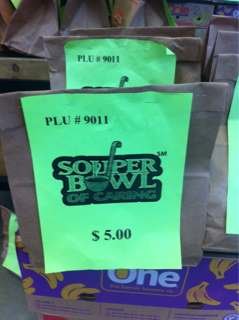 PLU # 9011
PLU # 9011
SOUPER
SM
BOWL
OF CARING
$ 5.00
One